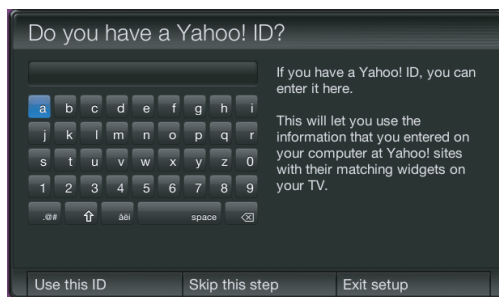 Do you have a Yahoo! ID?
If you have a Yahoo! ID, you can
enter it here.
This will let you use the
information that you entered on
your computer at Yahoo! sites
with their matching widgets on
your TV.
a b c d e f g h i
j k l m n o p q r
s t u v w x y z 0
1 2 3 4 5 6 7 8 9
.@# àëi space
Use this ID Skip this step Exit setup